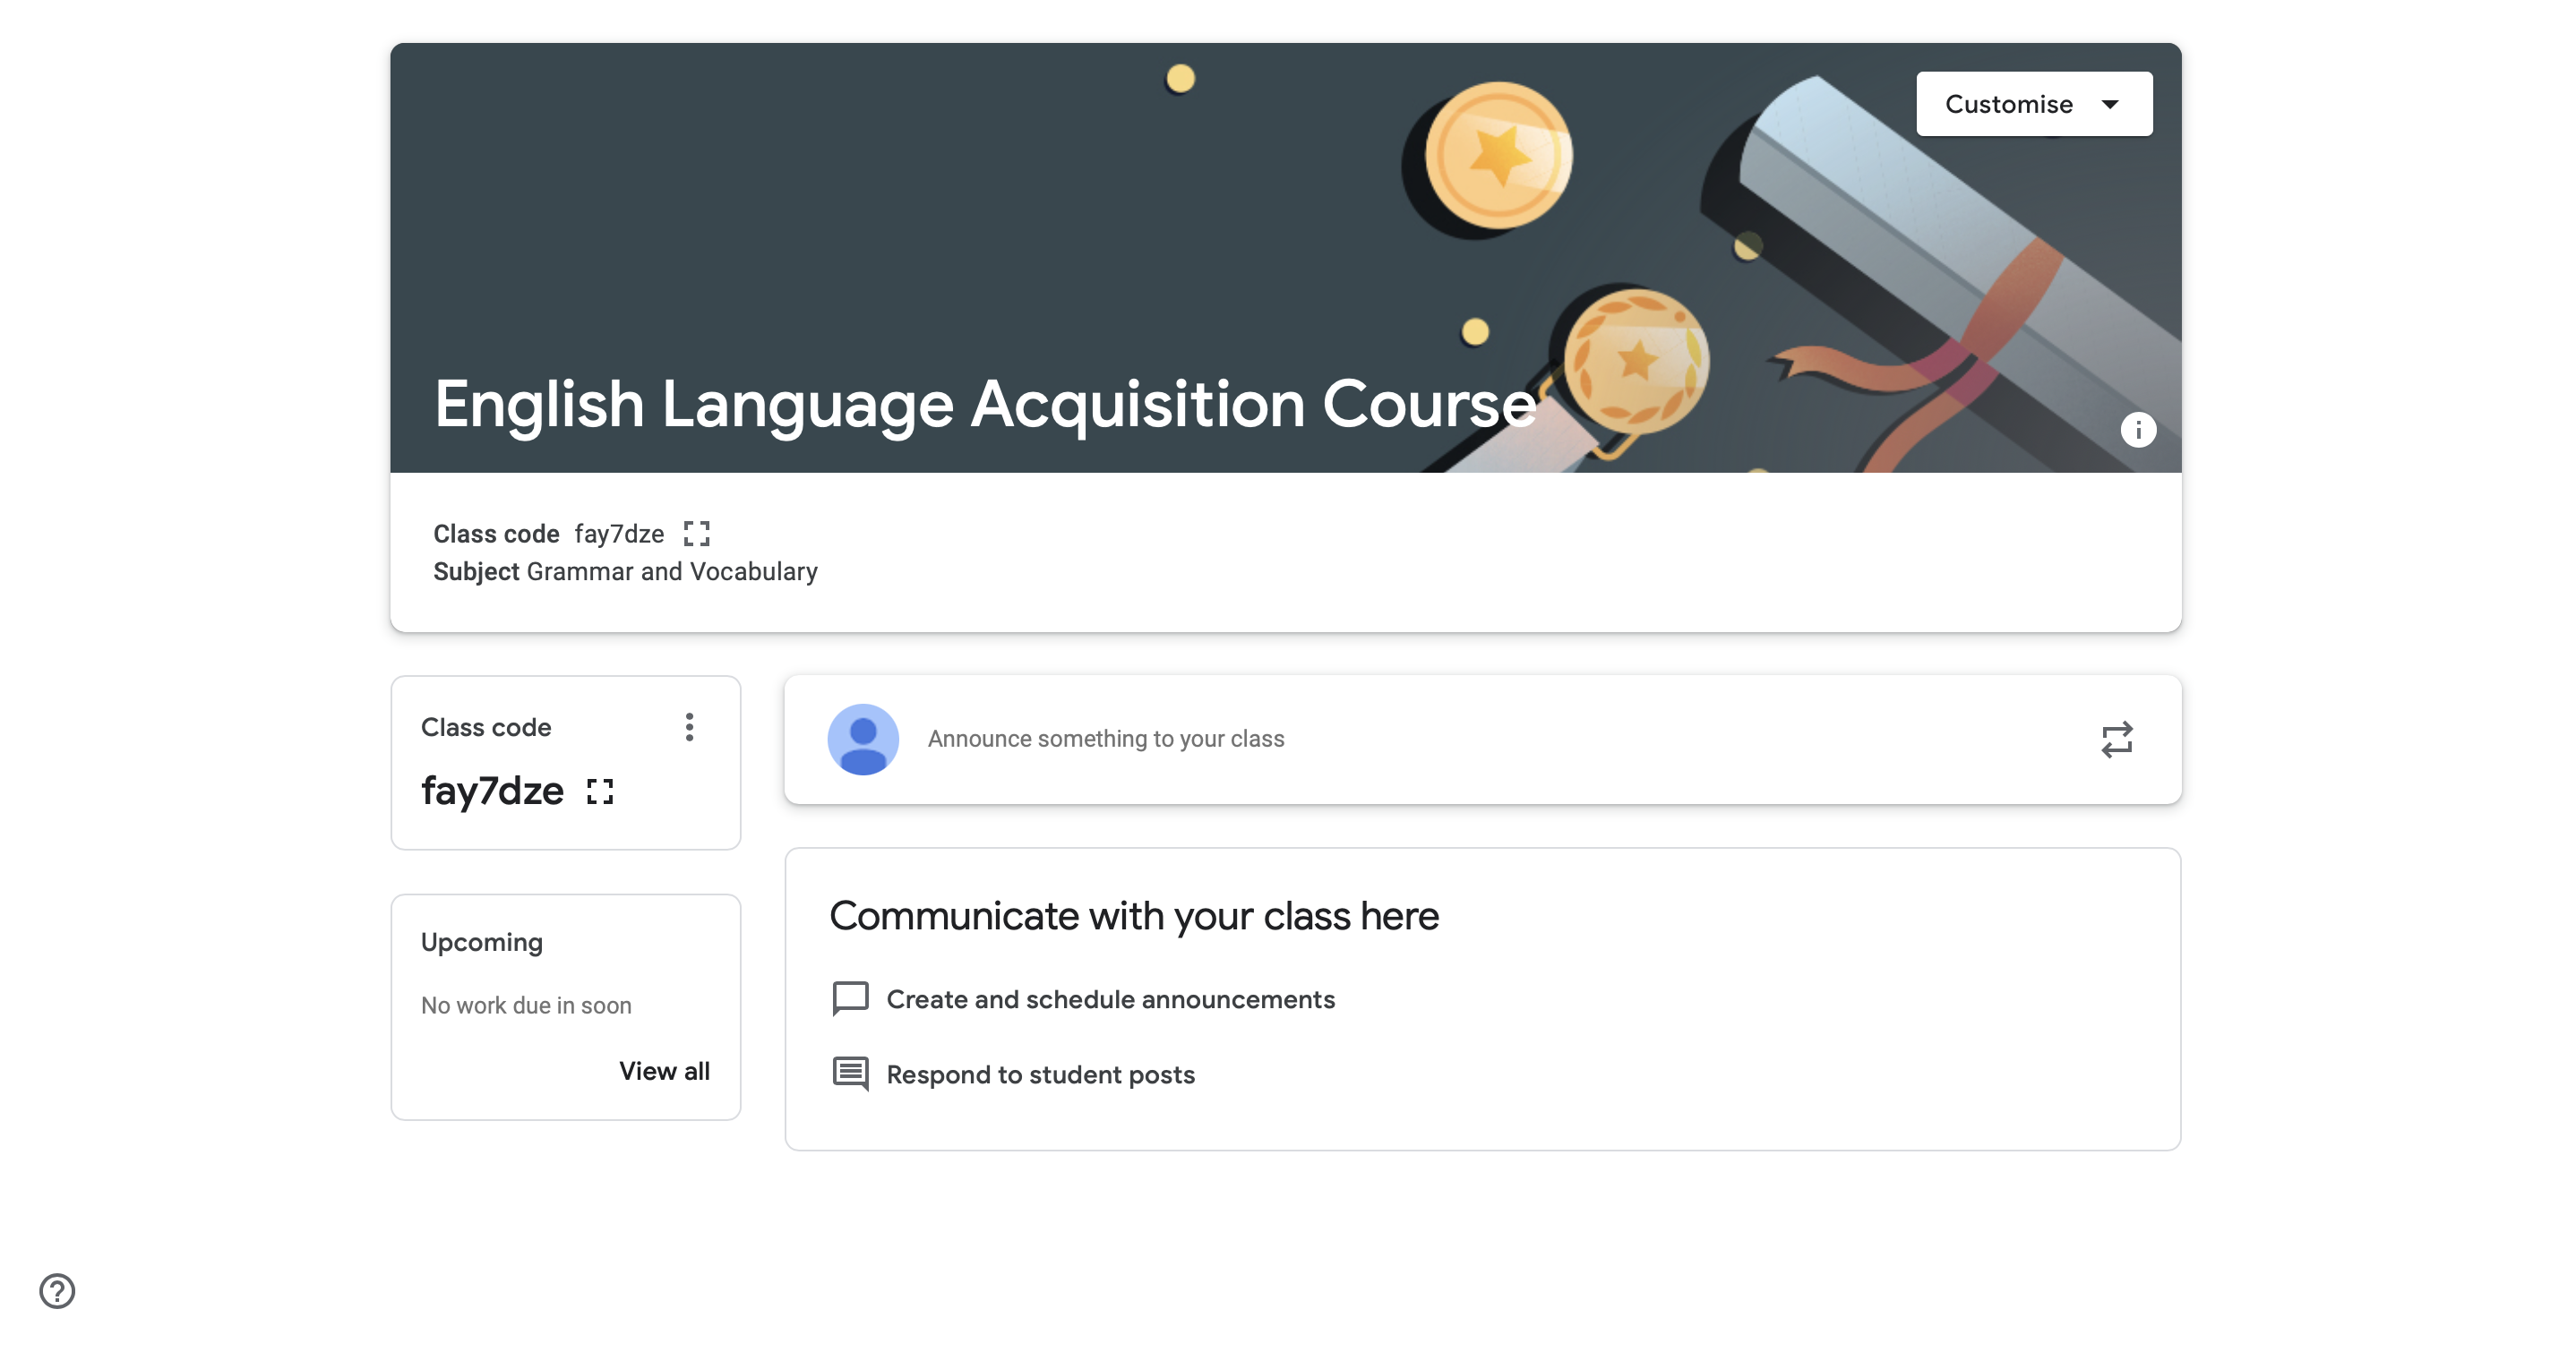 Customise
English Language Acquisition Course
Class code fay7dze
Subject Grammar and Vocabulary
Class code
fay7dze
Announce something to your class
Upcoming
No work due in soon
View all
Communicate with your class here
Create and schedule announcements
Respond to student posts